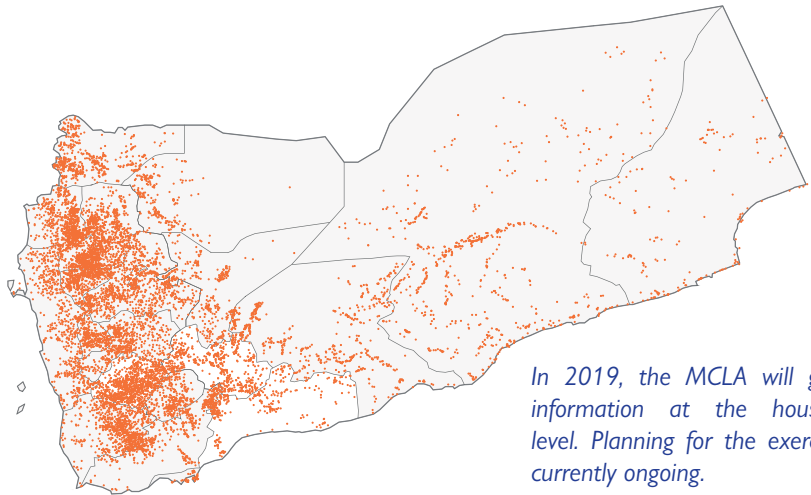 In 2019, the MCLA will g
information at the hous
level. Planning for the exer
currently ongoing.